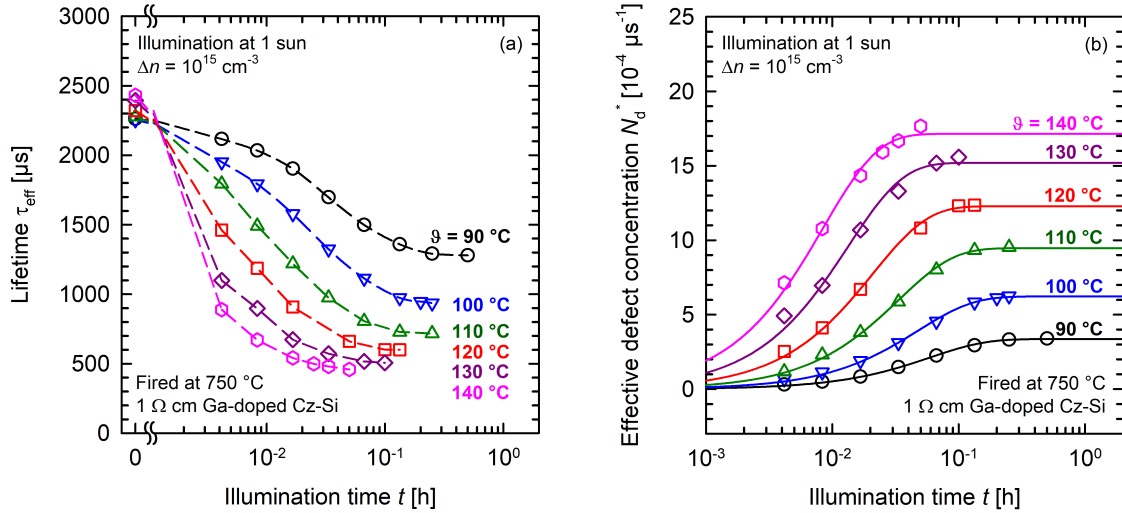 3000
2500
2000
1500
1000
500
0
Lifetime τeff [µs]
Illumination at 1 sun
Δn = 10¹⁵ cm⁻³
(a)
ϑ = 90 °C
100 °C
110 °C
120 °C
130 °C
140 °C
Fired at 750 °C
1 Ω cm Ga-doped Cz-Si
0
10⁻²
10⁻¹
10⁰
Illumination time t [h]
25
20
15
10
5
0
Effective defect concentration Nd* [10⁻⁴ µs⁻¹]
Illumination at 1 sun
Δn = 10¹⁵ cm⁻³
(b)
ϑ = 140 °C
130 °C
120 °C
110 °C
100 °C
90 °C
Fired at 750 °C
1 Ω cm Ga-doped Cz-Si
10⁻³
10⁻²
10⁻¹
10⁰
Illumination time t [h]